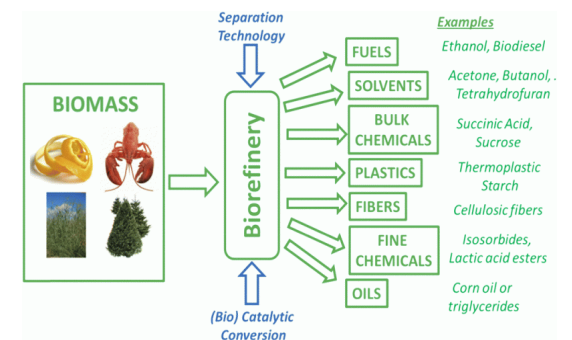 Separation
Technology
Examples
FUELS
Ethanol, Biodiesel
SOLVENTS
Acetone, Butanol, .
Tetrahydrofuran
BIOMASS
BULK
CHEMICALS
Succinic Acid,
Sucrose
Biorefinery
PLASTICS
Thermoplastic
Starch
FIBERS
Cellulosic fibers
FINE
CHEMICALS
Isosorbides,
Lactic acid esters
OILS
Corn oil or
triglycerides
(Bio) Catalytic
Conversion